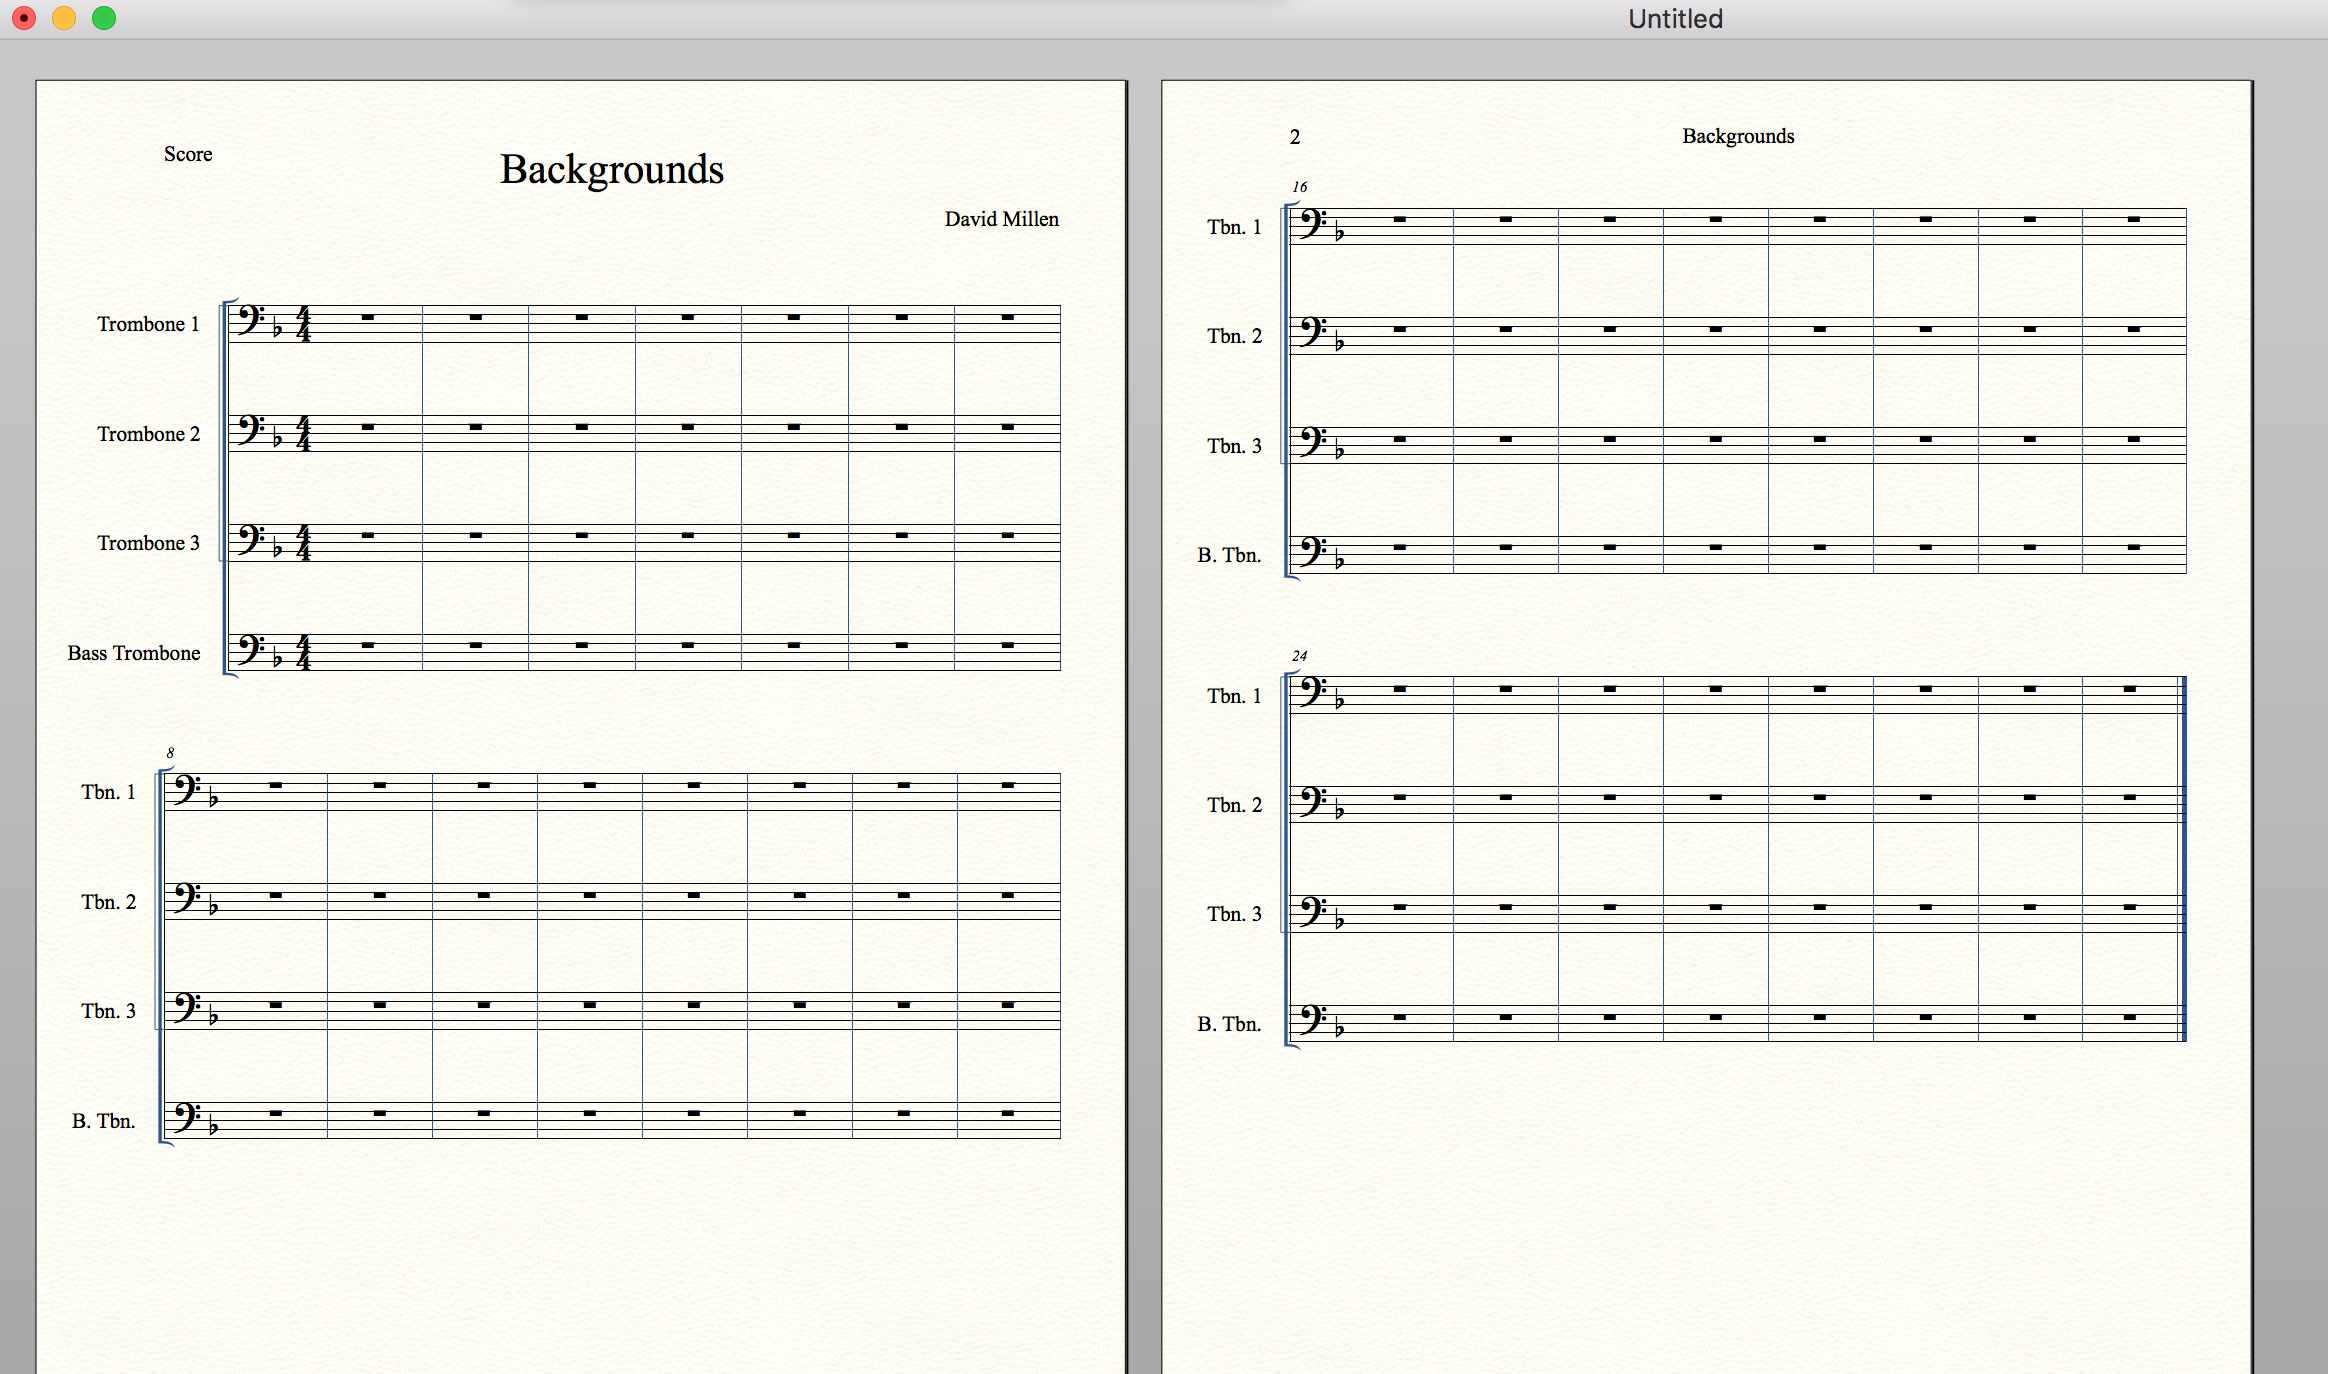 Untitled
Score
Backgrounds
David Millen
Trombone 1
Trombone 2
Trombone 3
Bass Trombone
8
Tbn. 1
Tbn. 2
Tbn. 3
B. Tbn.
2
Backgrounds
16
Tbn. 1
Tbn. 2
Tbn. 3
B. Tbn.
24
Tbn. 1
Tbn. 2
Tbn. 3
B. Tbn.